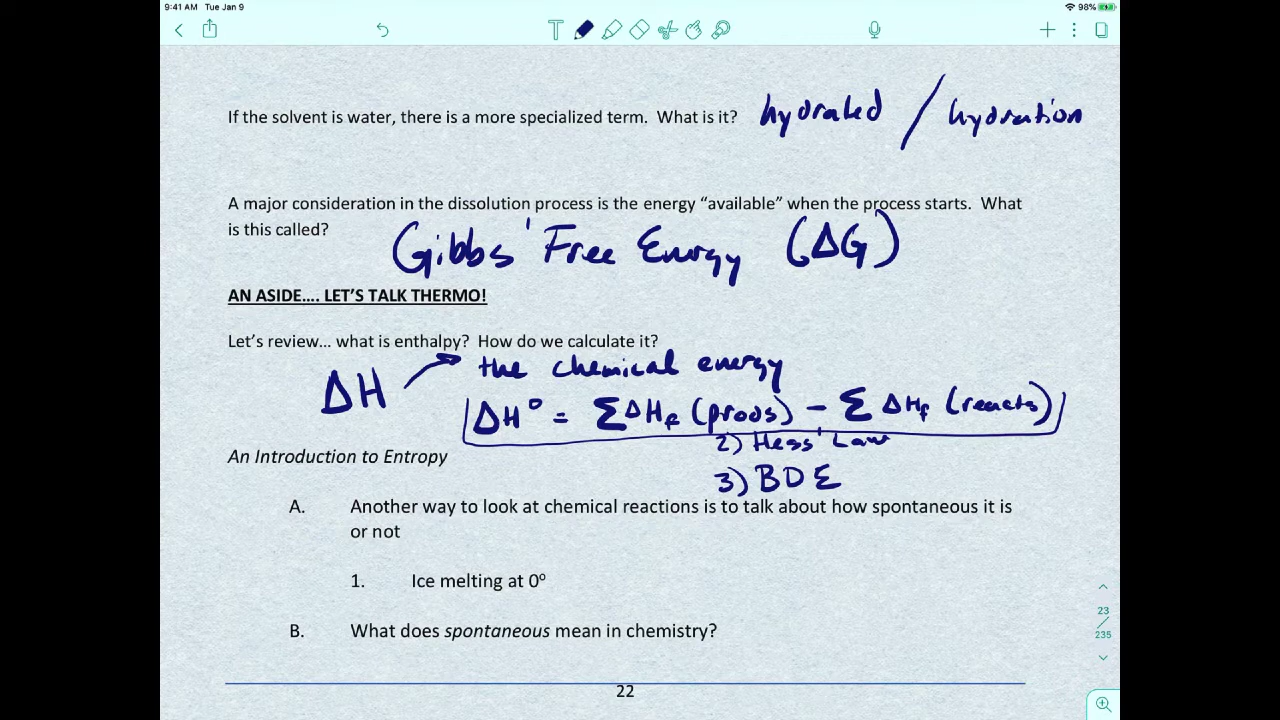 9:41 AM Tue Jan 9
98%
If the solvent is water, there is a more specialized term. What is it? hydrated / hydration
A major consideration in the dissolution process is the energy “available” when the process starts. What
is this called? Gibbs' Free Energy (ΔG)
AN ASIDE…. LET’S TALK THERMO!
Let’s review… what is enthalpy? How do we calculate it?
ΔH the chemical energy
ΔH° = ΣΔHf (prods) - Σ ΔHf (reacts)
2) Hess' Law
An Introduction to Entropy
3) BDE
A. Another way to look at chemical reactions is to talk about how spontaneous it is
or not
1. Ice melting at 0º
B. What does spontaneous mean in chemistry?
23
/
235
22